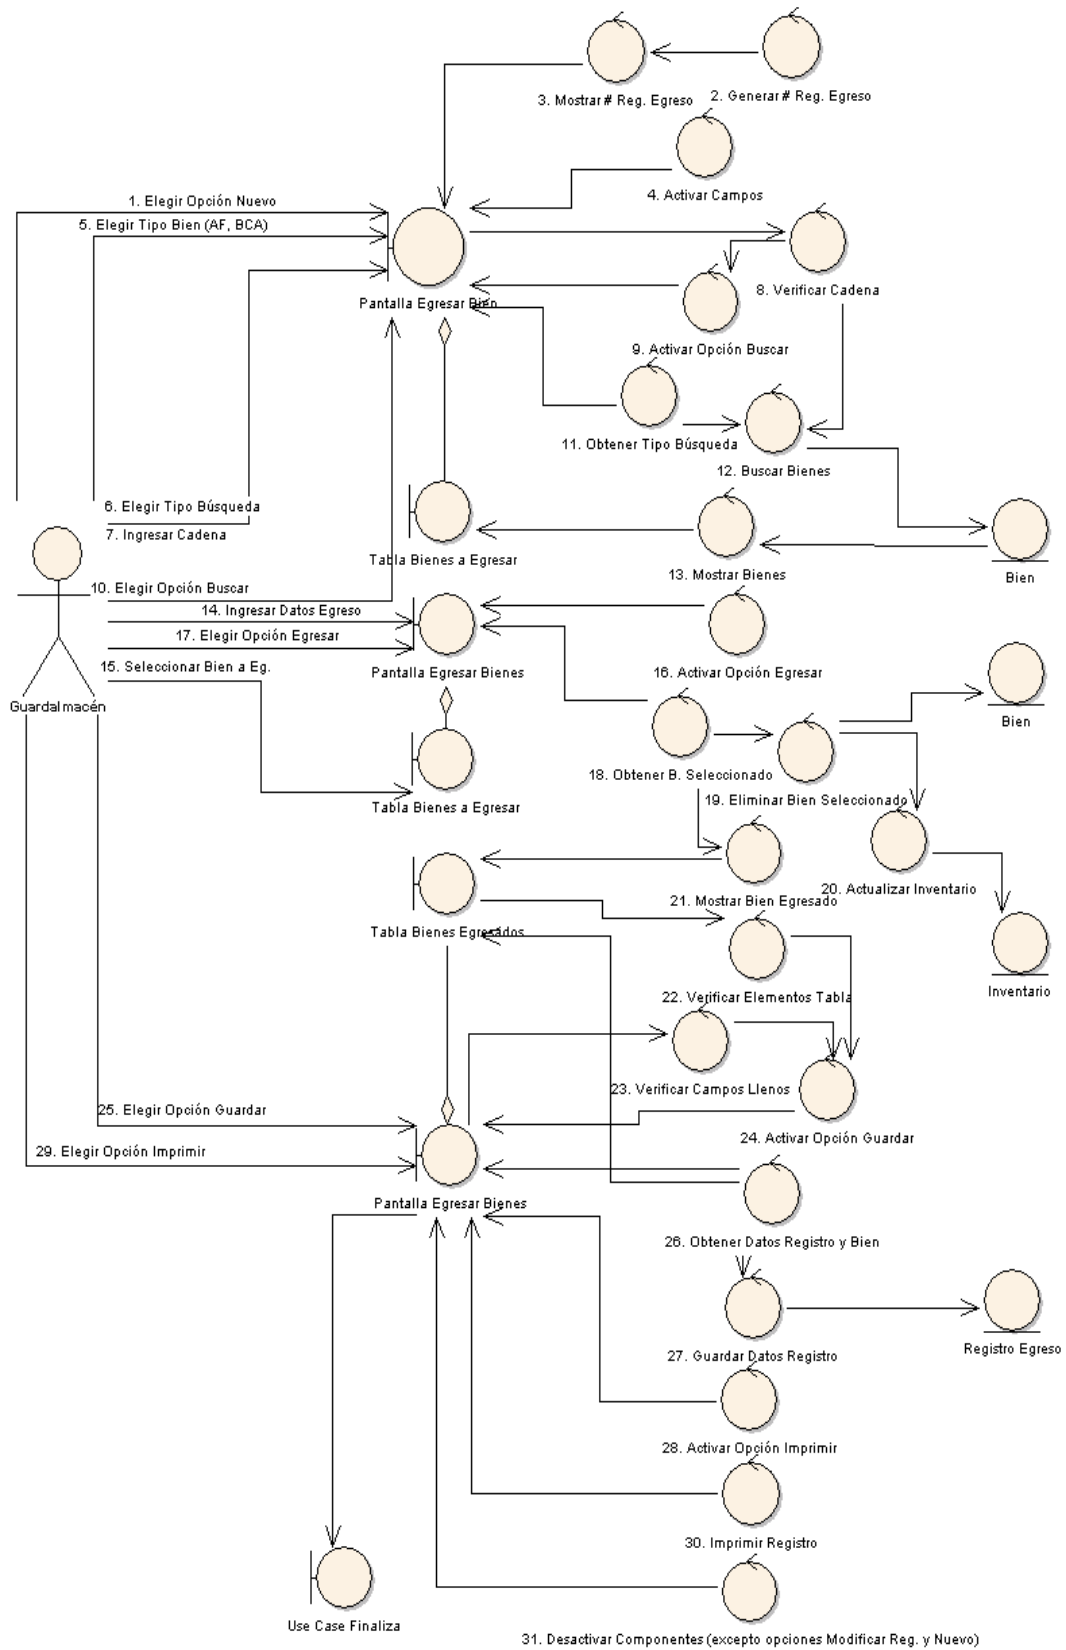 3. Mostrar # Reg. Egreso
2. Generar # Reg. Egreso
4. Activar Campos
1. Elegir Opción Nuevo
5. Elegir Tipo Bien (AF, BCA)
Pantalla Egresar Bien
8. Verificar Cadena
9. Activar Opción Buscar
11. Obtener Tipo Búsqueda
12. Buscar Bienes
6. Elegir Tipo Búsqueda
7. Ingresar Cadena
Tabla Bienes a Egresar
13. Mostrar Bienes
Bien
10. Elegir Opción Buscar
14. Ingresar Datos Egreso
17. Elegir Opción Egresar
15. Seleccionar Bien a Eg.
Pantalla Egresar Bienes
16. Activar Opción Egresar
Guardalmacén
Bien
18. Obtener B. Seleccionado
19. Eliminar Bien Seleccionado
Tabla Bienes a Egresar
20. Actualizar Inventario
21. Mostrar Bien Egresado
Tabla Bienes Egresados
22. Verificar Elementos Tabla
Inventario
23. Verificar Campos Llenos
25. Elegir Opción Guardar
24. Activar Opción Guardar
29. Elegir Opción Imprimir
Pantalla Egresar Bienes
26. Obtener Datos Registro y Bien
27. Guardar Datos Registro
Registro Egreso
28. Activar Opción Imprimir
30. Imprimir Registro
Use Case Finaliza
31. Desactivar Componentes (excepto opciones Modificar Reg. y Nuevo)